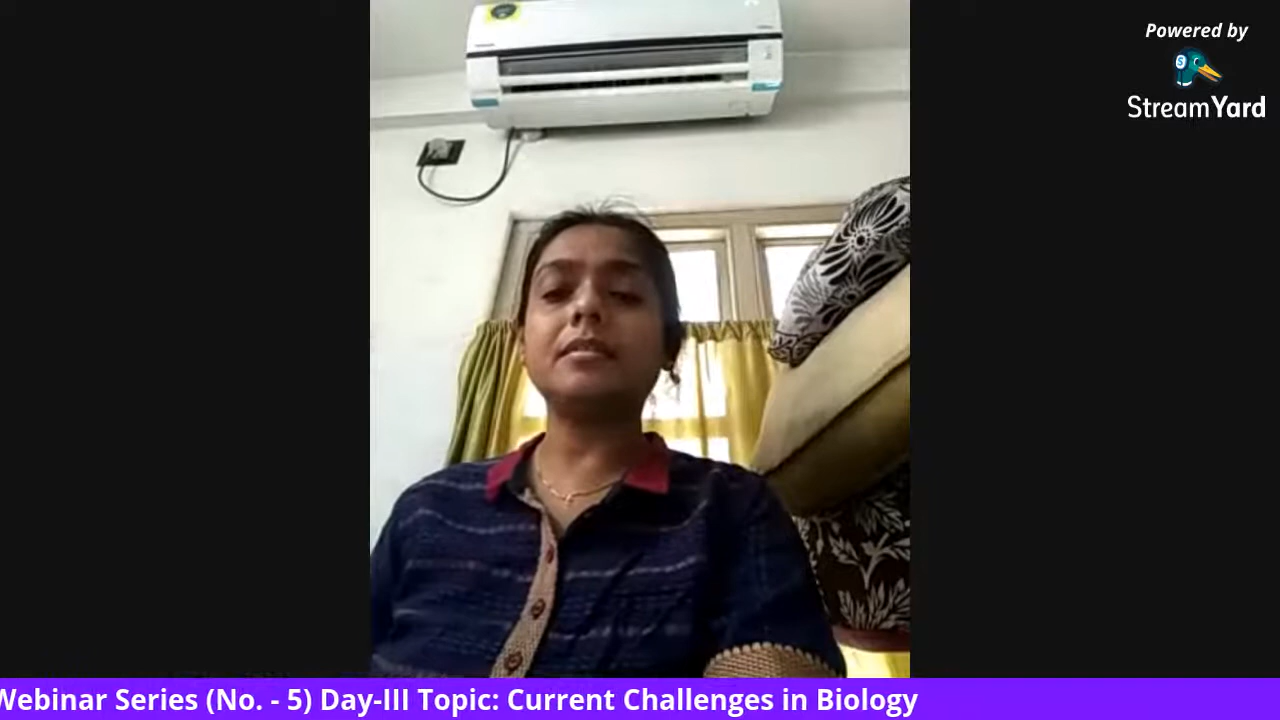 Powered by
StreamYard
Webinar Series (No. - 5) Day-III Topic: Current Challenges in Biology